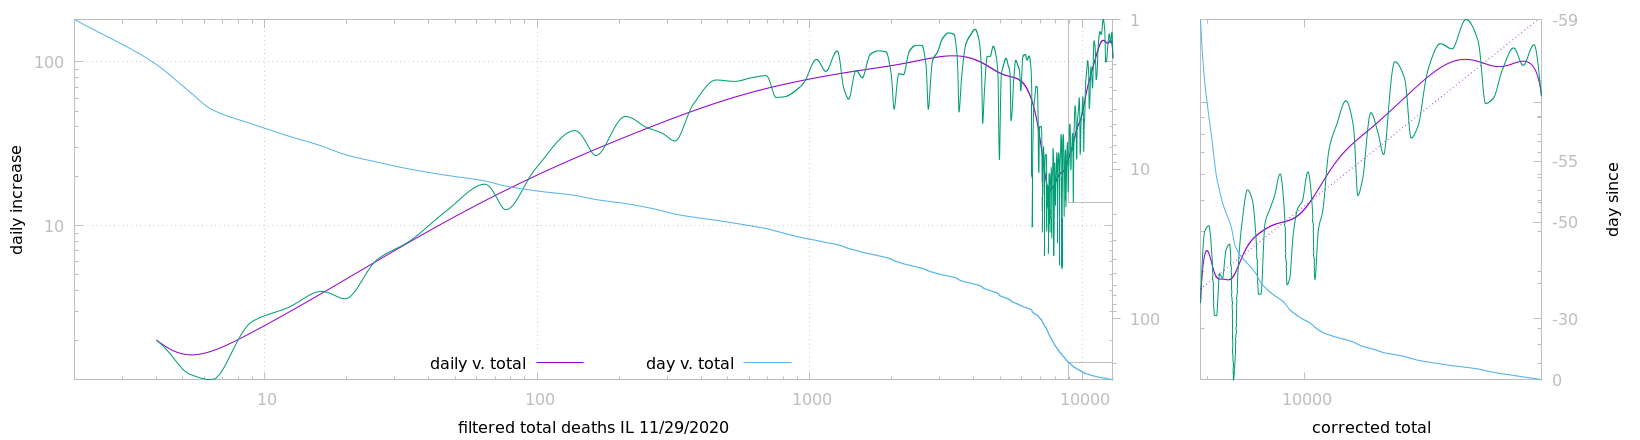 daily increase
100
10
1
10
100
daily v. total
day v. total
10
100
1000
10000
filtered total deaths IL 11/29/2020
-59
-55
-50
-30
0
day since
10000
corrected total